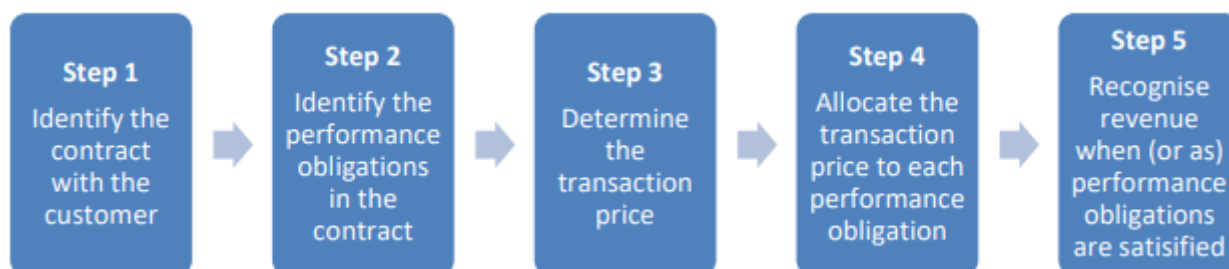 Step 1
Identify the
contract
with the
customer
Step 2
Identify the
performance
obligations
in the
contract
Step 3
Determine
the
transaction
price
Step 4
Allocate the
transaction
price to each
performance
obligation
Step 5
Recognise
revenue
when (or as)
performance
obligations
are satisified